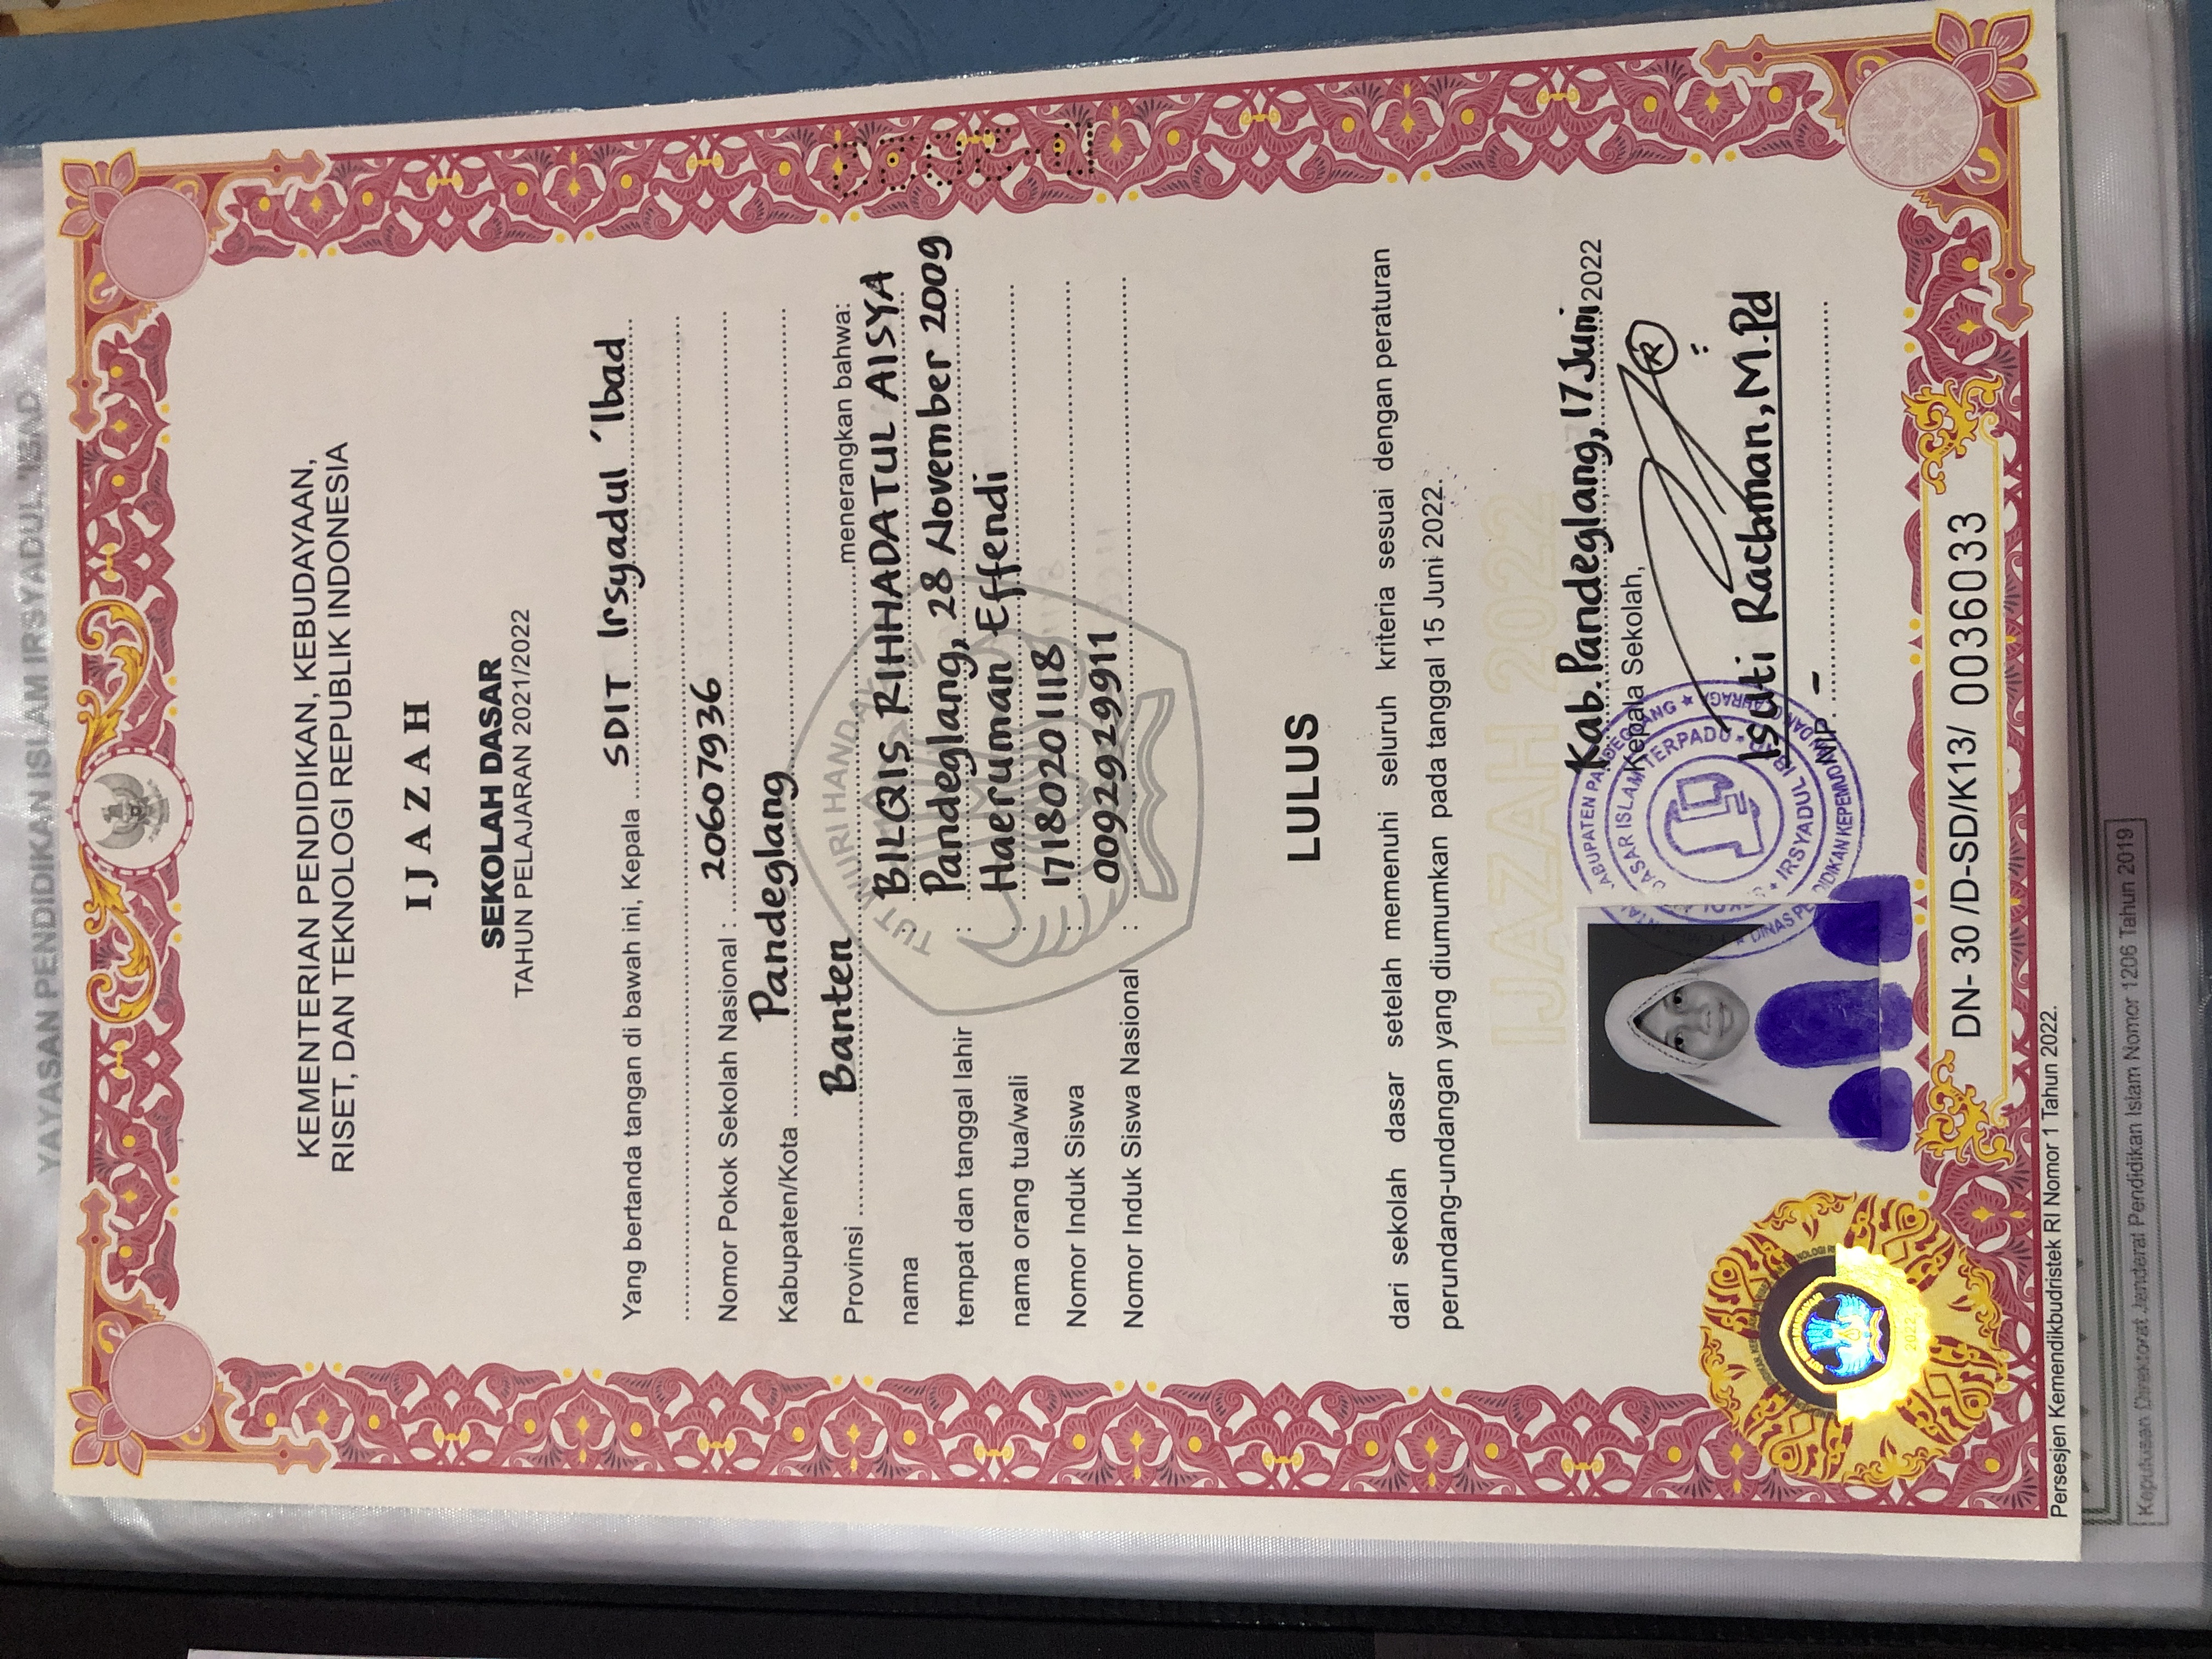 YAYASAN PENDIDIKAN ISLAM IRSYADUL 'IBAD
KEMENTERIAN PENDIDIKAN, KEBUDAYAAN,
RISET, DAN TEKNOLOGI REPUBLIK INDONESIA
IJAZAH
SEKOLAH DASAR
TAHUN PELAJARAN 2021/2022
Yang bertanda tangan di bawah ini, Kepala SDIT Irsyadul 'Ibad
Nomor Pokok Sekolah Nasional : 20607936
Kabupaten/Kota Pandeglang
Provinsi Banten menerangkan bahwa:
nama : BILQIS RIHHADATUL AISYA
tempat dan tanggal lahir : Pandeglang, 28 November 2009
nama orang tua/wali : Haeruman Effendi
Nomor Induk Siswa : 17180201118
Nomor Induk Siswa Nasional : 0092929911
TUT WURI HANDAYANI
LULUS
dari sekolah dasar setelah memenuhi seluruh kriteria sesuai dengan peraturan
perundang-undangan yang diumumkan pada tanggal 15 Juni 2022.
IJAZAH 2022
Kab. Pandeglang, 17 Juni 2022
Kepala Sekolah,
Isuti Rachman, M.Pd
NIP. -
KABUPATEN PANDEGLANG
DASAR ISLAM TERPADU
IRSYADUL IBAD
TUT WURI HANDAYANI
2022
DN- 30 /D-SD/K13/ 0036033
Persesjen Kemendikbudristek RI Nomor 1 Tahun 2022.
Keputusan Direktorat Jenderal Pendidikan Islam Nomor 1206 Tahun 2019